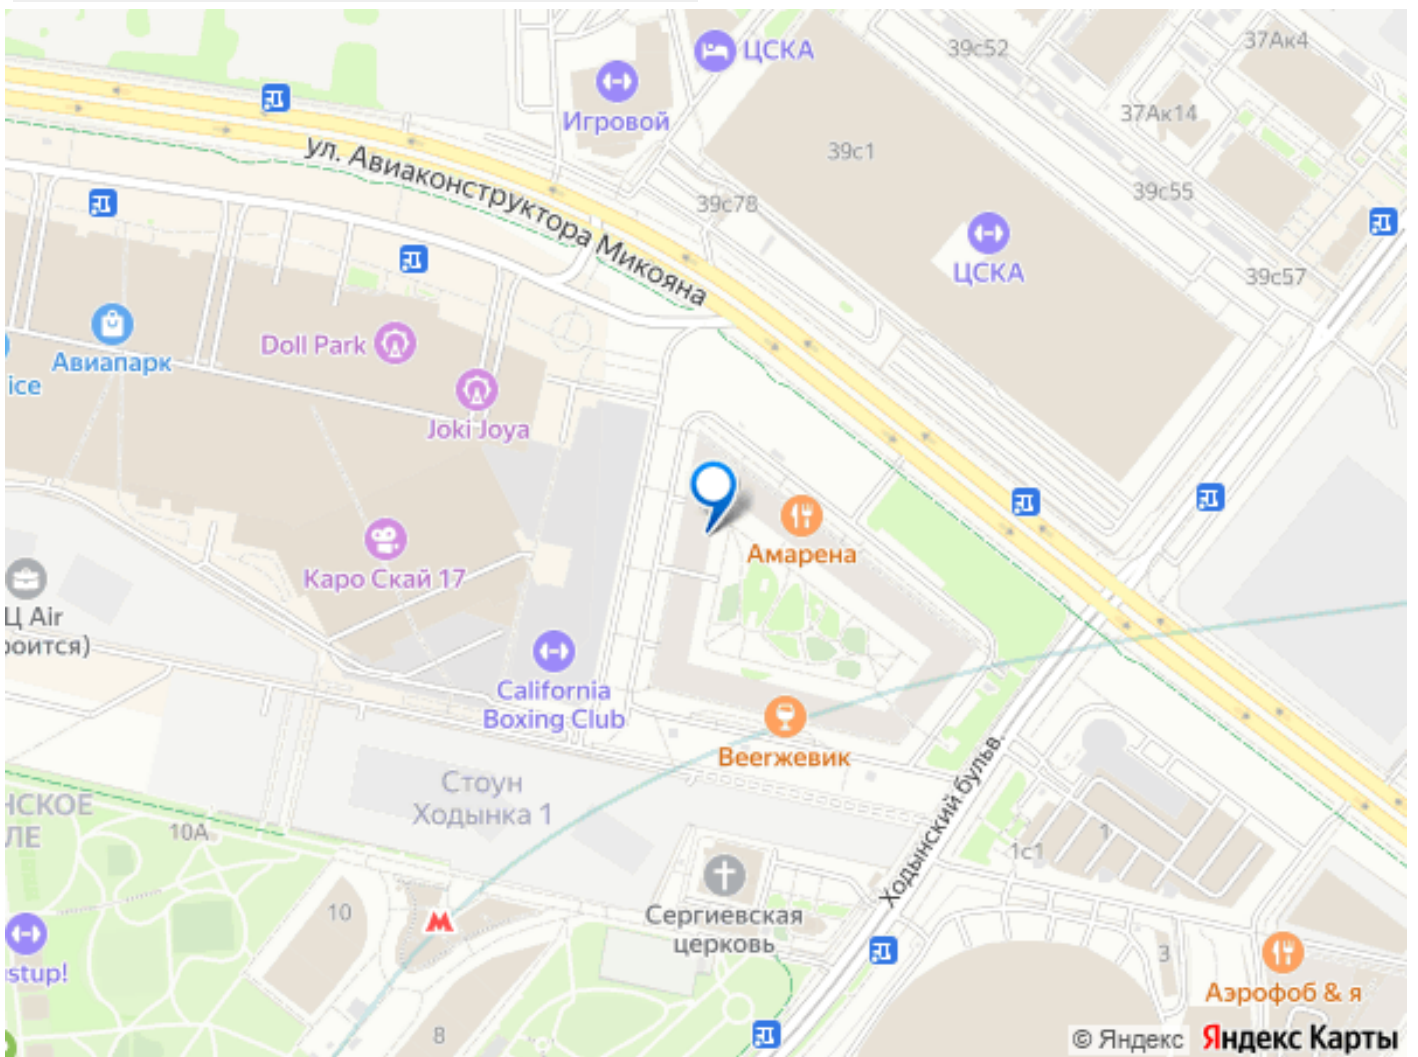 ЦСКА
39с52
37Ак4
Игровой
37Ак14
39с1
ул. Авиаконструктора Микояна
39с55
39с78
ЦСКА
39с57
Doll Park
Авиапарк
ice
Joki Joya
Амарена
Каро Скай 17
Ц Air
роится)
California
Boxing Club
Веегжевик
Стоун
Ходынка 1
НСКОЕ
ЛЕ
10А
Ходынский бульв.
1
1с1
10
М
Сергиевская
церковь
stup!
3
Аэрофоб & я
8
© Яндекс
Яндекс Карты